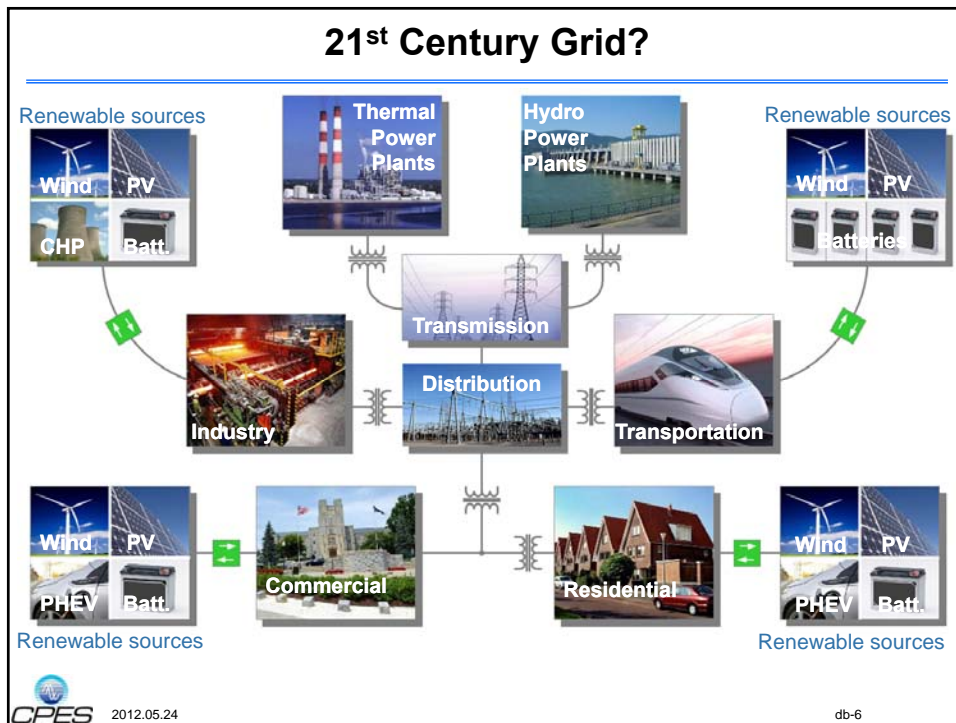 21st Century Grid?
Renewable sources
Wind PV
CHP Batt.
Thermal
Power
Plants
Hydro
Power
Plants
Renewable sources
Wind PV
Batteries
Transmission
Distribution
Industry
Transportation
Wind PV
PHEV Batt.
Renewable sources
Commercial
Residential
Wind PV
PHEV Batt.
Renewable sources
CPES 2012.05.24
db-6